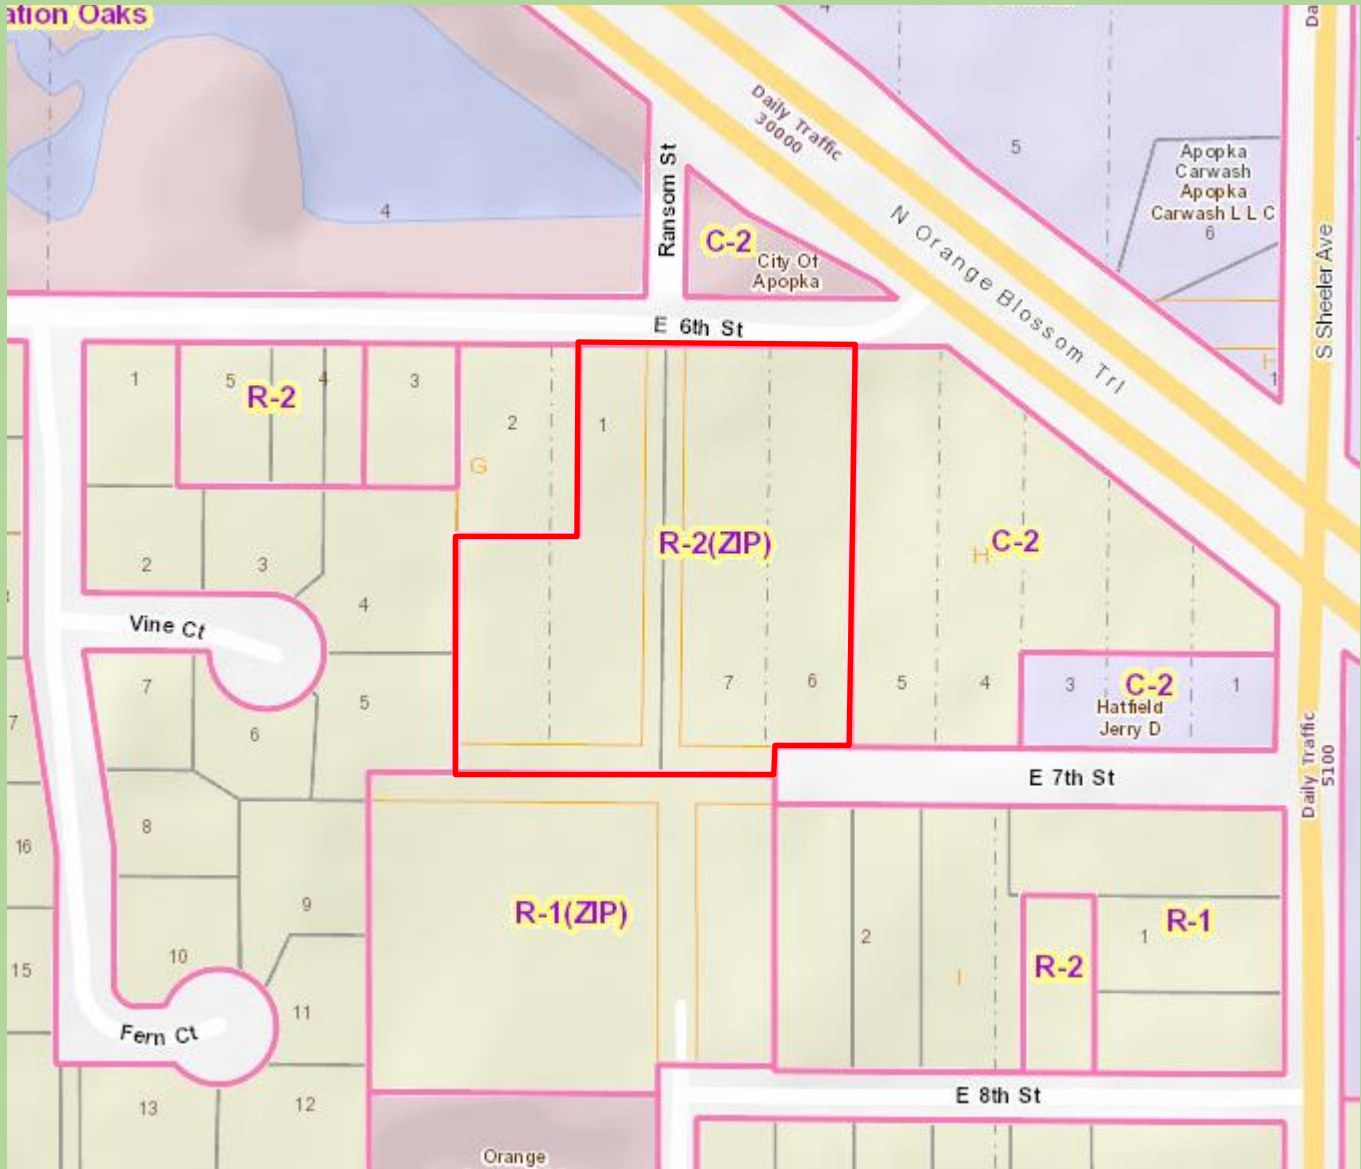 ation Oaks
4
Daily Traffic
30000
5
Apopka
Carwash
Apopka
Carwash L L C
6
Ransom St
4
C-2
City Of
Apopka
N Orange Blossom Trl
S Sheeler Ave
E 6th St
1
5
4
3
R-2
2
1
G
1
R-2(ZIP)
C-2
H
2
3
4
Vine Ct
7
6
5
7
6
5
4
3
C-2
1
Hatfield
Jerry D
Daily Traffic
5100
E 7th St
7
8
16
9
R-1(ZIP)
2
R-1
1
R-2
I
10
15
11
Fern Ct
E 8th St
13
12
Orange